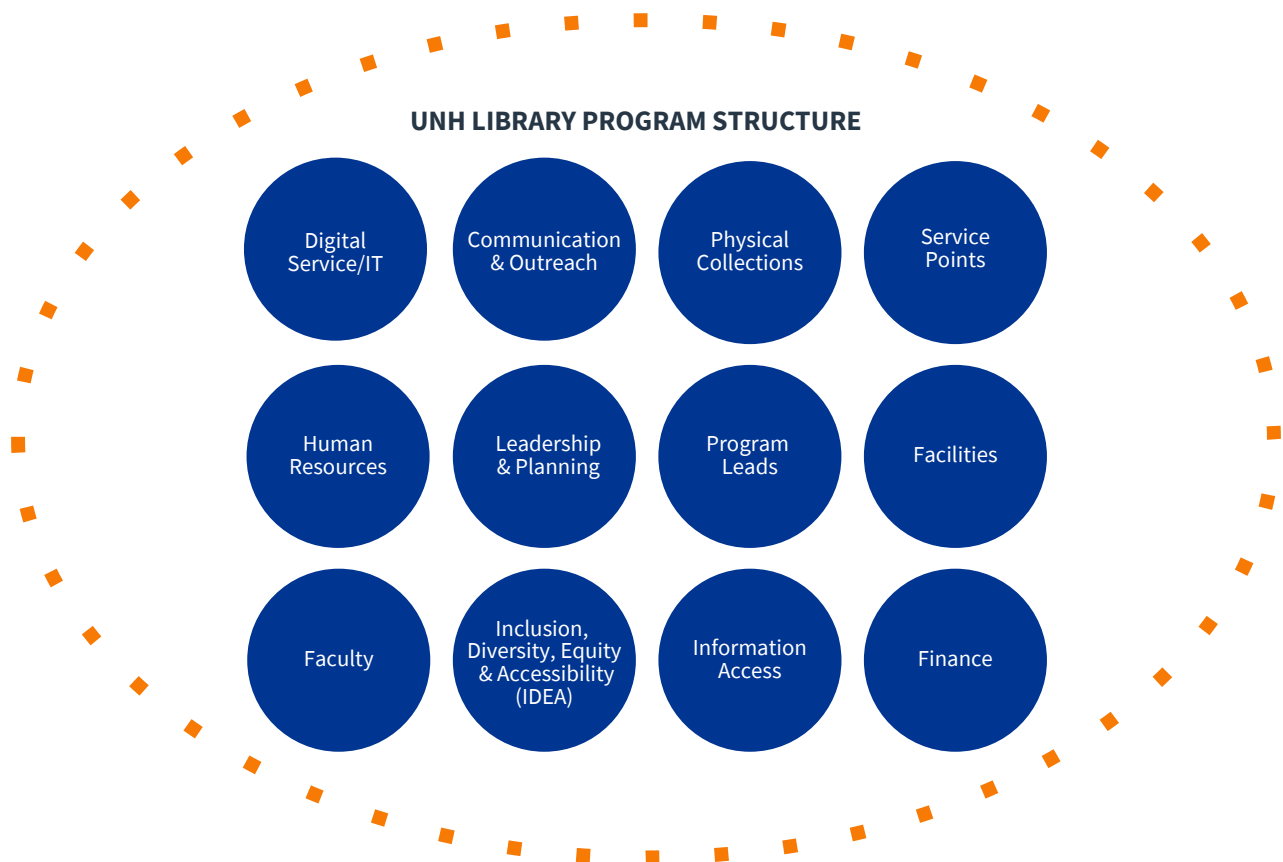 UNH LIBRARY PROGRAM STRUCTURE
Digital
Service/IT
Communication
& Outreach
Physical
Collections
Service
Points
Human
Resources
Leadership
& Planning
Program
Leads
Facilities
Faculty
Inclusion,
Diversity, Equity
& Accessibility
(IDEA)
Information
Access
Finance